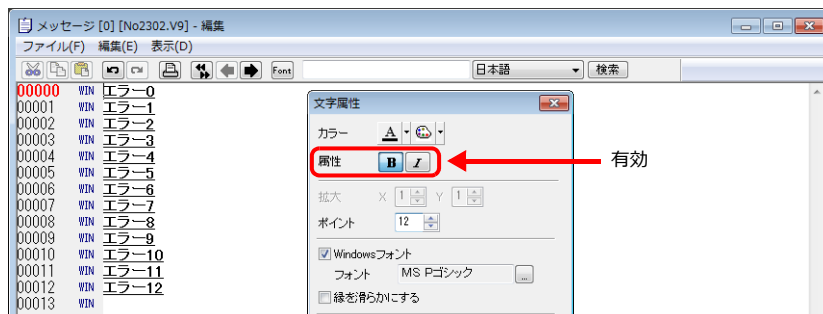 メッセージ [0] [No2302.V9] - 編集
ファイル(F) 編集(E) 表示(D)
Font 日本語 検索
00000 WIN エラー0
00001 WIN エラー1
00002 WIN エラー2
00003 WIN エラー3
00004 WIN エラー4
00005 WIN エラー5
00006 WIN エラー6
00007 WIN エラー7
00008 WIN エラー8
00009 WIN エラー9
00010 WIN エラー10
00011 WIN エラー11
00012 WIN エラー12
00013 WIN
文字属性
カラー A
属性 B I
有効
拡大 X 1 Y 1
ポイント 12
Windowsフォント
フォント MS Pゴシック ...
縁を滑らかにする